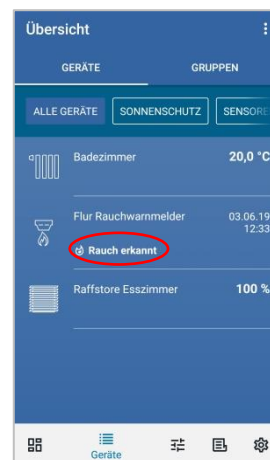 Übersicht
GERÄTE GRUPPEN
ALLE GERÄTE SONNENSCHUTZ SENSORE
Badezimmer 20,0 °C
Flur Rauchwarnmelder 03.06.19
12:33
Rauch erkannt
Raffstore Esszimmer 100 %
Geräte